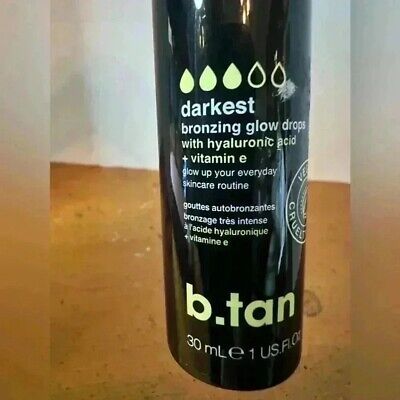 darkest
bronzing glow drops
with hyaluronic acid
+ vitamin e
glow up your everyday
skincare routine
gouttes autobronzantes
bronzage très intense
à l'acide hyaluronique
+ vitamine e
b.tan
30 mL e 1 US.Fl.Oz